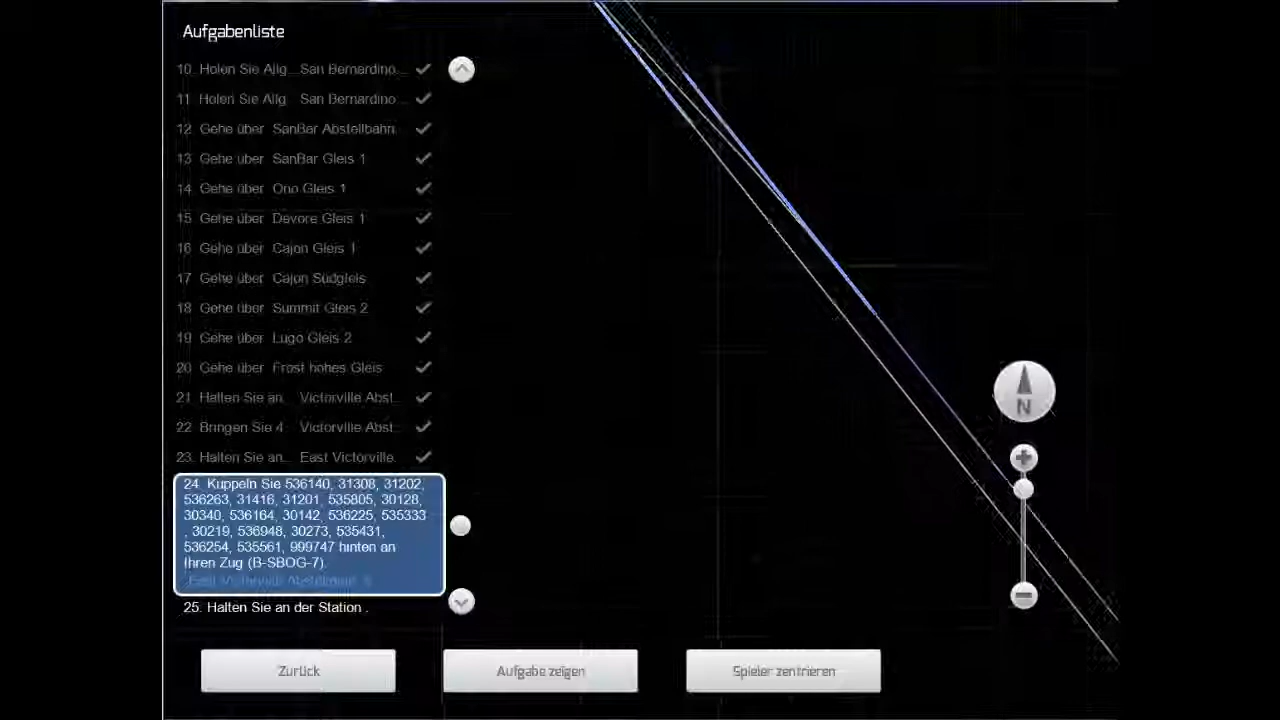 Aufgabenliste
10. Holen Sie Allg... San Bernardino...
11. Holen Sie Allg... San Bernardino...
12. Gehe über SanBar Abstellbahn
13. Gehe über SanBar Gleis 1
14. Gehe über Ono Gleis 1
15. Gehe über Devore Gleis 1
16. Gehe über Cajon Gleis 1
17. Gehe über Cajon Südgleis
18. Gehe über Summit Gleis 2
19. Gehe über Lugo Gleis 2
20. Gehe über Frost hohes Gleis
21. Halten Sie an... Victorville Abst...
22. Bringen Sie 4... Victorville Abst...
23. Halten Sie an... East Victorville...
24. Kuppeln Sie 536140, 31308, 31202,
536263, 31416, 31201, 535805, 30128,
30340, 536164, 30142, 536225, 535333
, 30219, 536948, 30273, 535431,
536254, 535561, 999747 hinten an
Ihren Zug (B-SBOG-7).
East Victorville
25. Halten Sie an der Station .
N
Zurück
Aufgabe zeigen
Spieler zentrieren